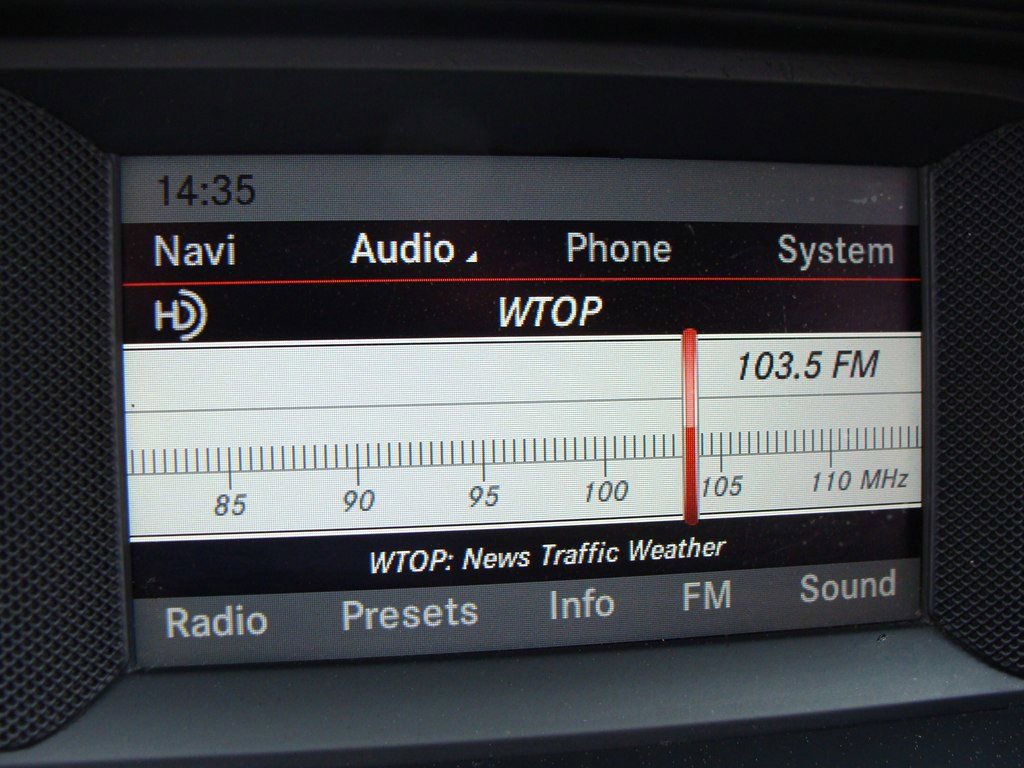 14:35
Navi Audio Phone System
HD WTOP
103.5 FM
85 90 95 100 105 110 MHz
WTOP: News Traffic Weather
Radio Presets Info FM Sound